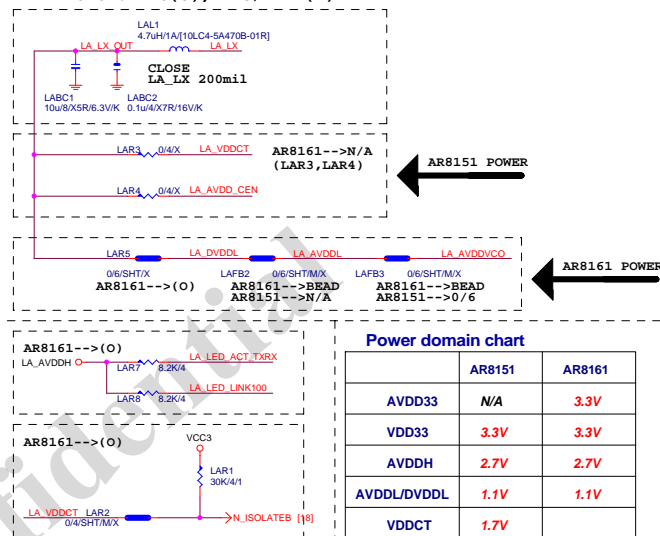 LAL1
4.7uH/1A/[10LC4-5A470B-01R]
LA_LX_OUT
LA_LX
CLOSE
LA_LX 200mil
LABC1
10u/8/X5R/6.3V/K
LABC2
0.1u/4/X7R/16V/K
LAR3
0/4/X
LA_VDDCT
AR8161-->N/A
(LAR3,LAR4)
AR8151 POWER
LAR4
0/4/X
LA_AVDD_CEN
LAR5
LA_DVDDL
LA_AVDDL
LA_AVDDVCO
0/6/SHT/X
LAFB2
0/6/SHT/M/X
LAFB3
0/6/SHT/M/X
AR8161-->(O)
AR8161-->BEAD
AR8151-->N/A
AR8161-->BEAD
AR8151-->0/6
AR8161 POWER
AR8161-->(O)
LA_AVDDH
LAR7
8.2K/4
LA_LED_ACT_TXRX
LAR8
8.2K/4
LA_LED_LINK100
AR8161-->(O)
VCC3
LAR1
30K/4/1
LA_VDDCT
LAR2
0/4/SHT/M/X
N_ISOLATEB [18]
Power domain chart
AR8151 AR8161
AVDD33 N/A 3.3V
VDD33 3.3V 3.3V
AVDDH 2.7V 2.7V
AVDDL/DVDDL 1.1V 1.1V
VDDCT 1.7V
fidential